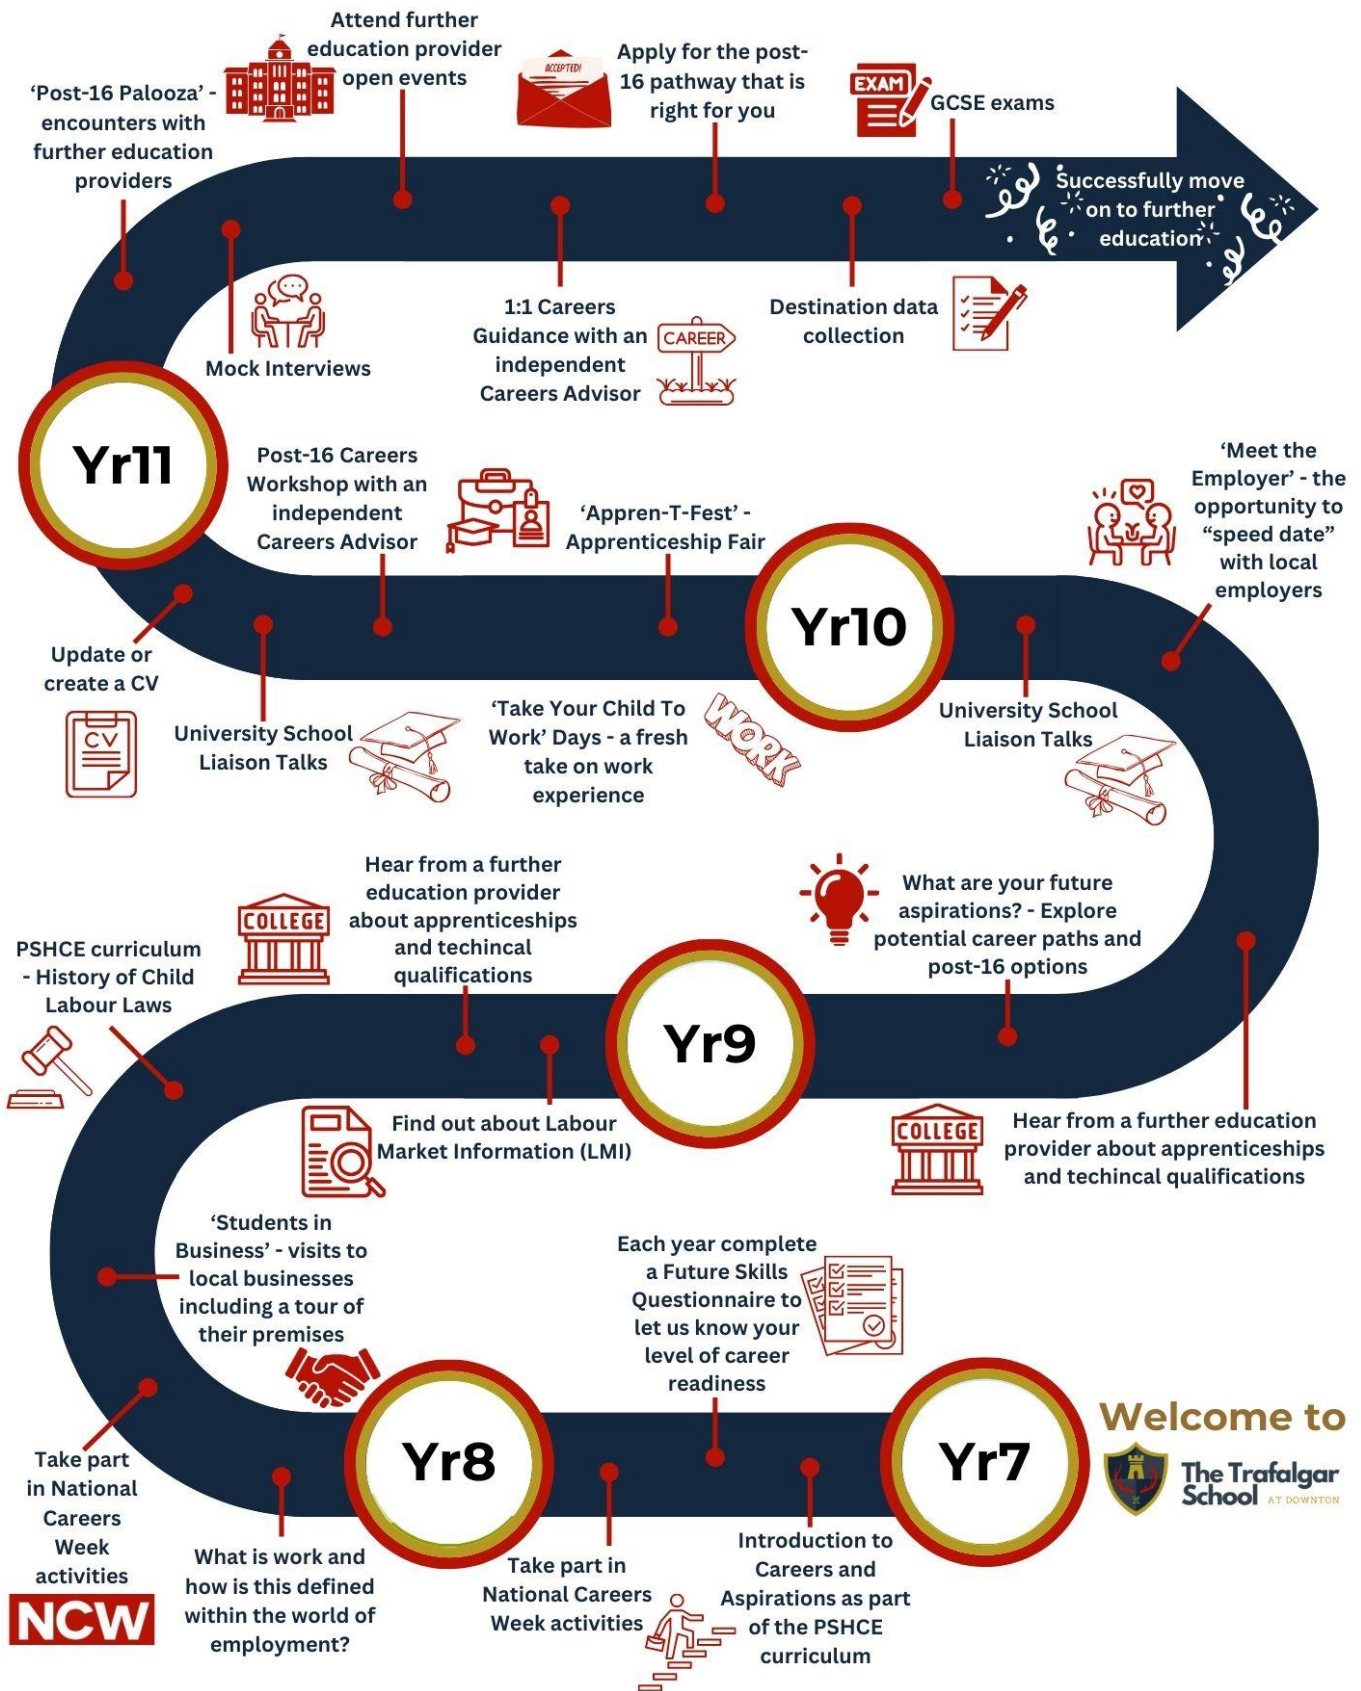 Attend further
education provider
open events
'Post-16 Palooza' -
encounters with
further education
providers
ACCEPTED!
Apply for the post-
16 pathway that is
right for you
EXAM
GCSE exams
Successfully move
on to further
education
Mock Interviews
1:1 Careers
Guidance with an
independent
Careers Advisor
CAREER
Destination data
collection
Yr11
Post-16 Careers
Workshop with an
independent
Careers Advisor
'Appren-T-Fest' -
Apprenticeship Fair
Yr10
'Meet the
Employer' - the
opportunity to
"speed date"
with local
employers
Update or
create a CV
CV
University School
Liaison Talks
'Take Your Child To
Work' Days - a fresh
take on work
experience
WORK
University School
Liaison Talks
PSHCE curriculum
- History of Child
Labour Laws
COLLEGE
Hear from a further
education provider
about apprenticeships
and techincal
qualifications
Yr9
What are your future
aspirations? - Explore
potential career paths and
post-16 options
Find out about Labour
Market Information (LMI)
COLLEGE
Hear from a further education
provider about apprenticeships
and techincal qualifications
'Students in
Business' - visits to
local businesses
including a tour of
their premises
Each year complete
a Future Skills
Questionnaire to
let us know your
level of career
readiness
Yr8
Yr7
Welcome to
The Trafalgar
School AT DOWNTON
Take part
in National
Careers
Week
activities
NCW
What is work and
how is this defined
within the world of
employment?
Take part in
National Careers
Week activities
Introduction to
Careers and
Aspirations as part
of the PSHCE
curriculum